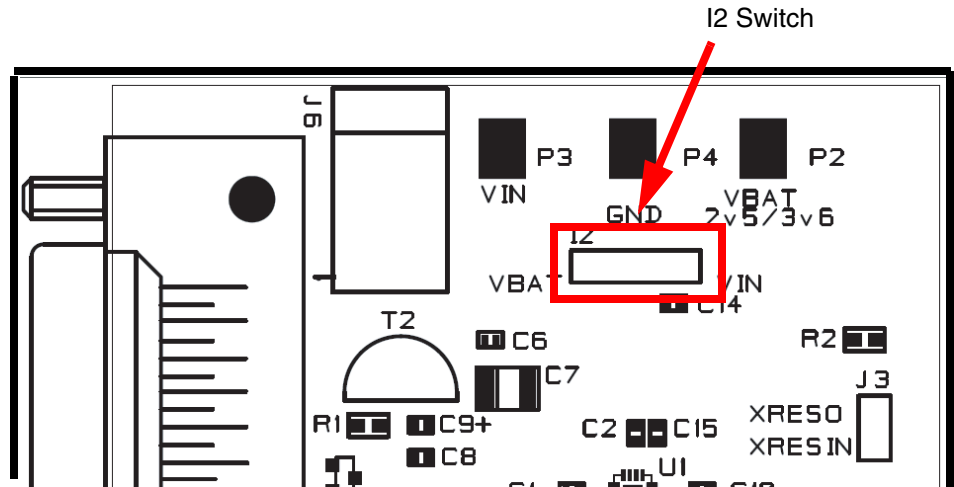 I2 Switch
J6
P3
P4
P2
VIN
GND
VBAT
2v5/3v6
I2
VBAT
VIN
1
C14
T2
C6
R2
C7
J3
R1
C9+
C2
C15
XRESO
XRESIN
C8
U1